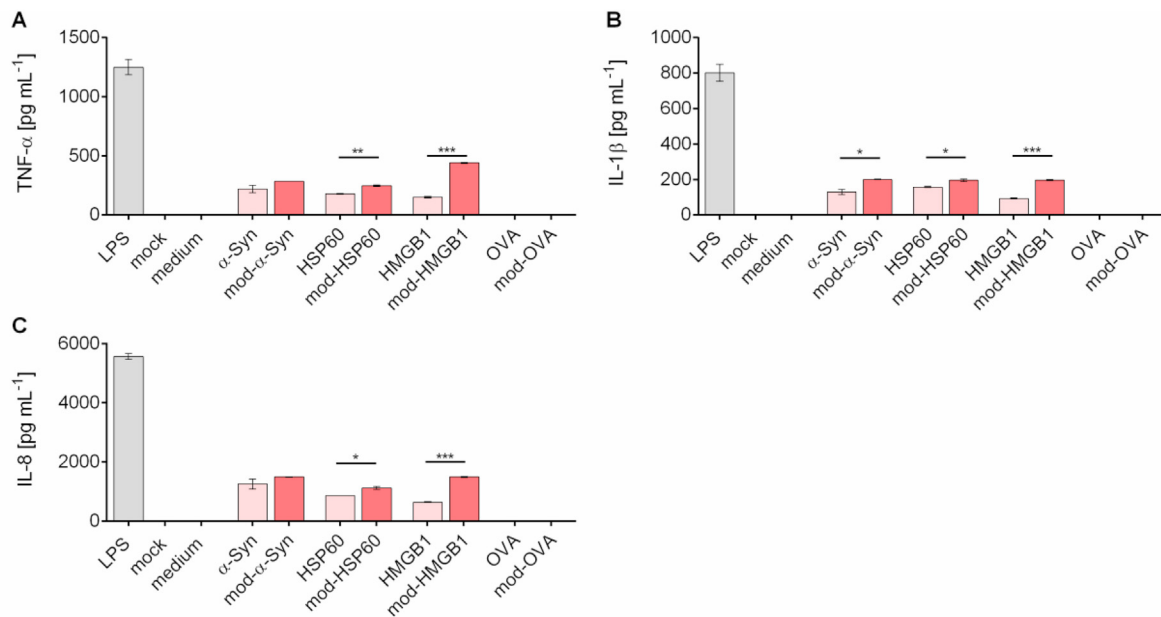 A
TNF-α [pg mL⁻¹]
1500
1000
500
0
** ***
LPS mock medium α-Syn mod-α-Syn HSP60 mod-HSP60 HMGB1 mod-HMGB1 OVA mod-OVA
B
IL-1β [pg mL⁻¹]
1000
800
600
400
200
0
* * ***
LPS mock medium α-Syn mod-α-Syn HSP60 mod-HSP60 HMGB1 mod-HMGB1 OVA mod-OVA
C
IL-8 [pg mL⁻¹]
6000
4000
2000
0
* ***
LPS mock medium α-Syn mod-α-Syn HSP60 mod-HSP60 HMGB1 mod-HMGB1 OVA mod-OVA